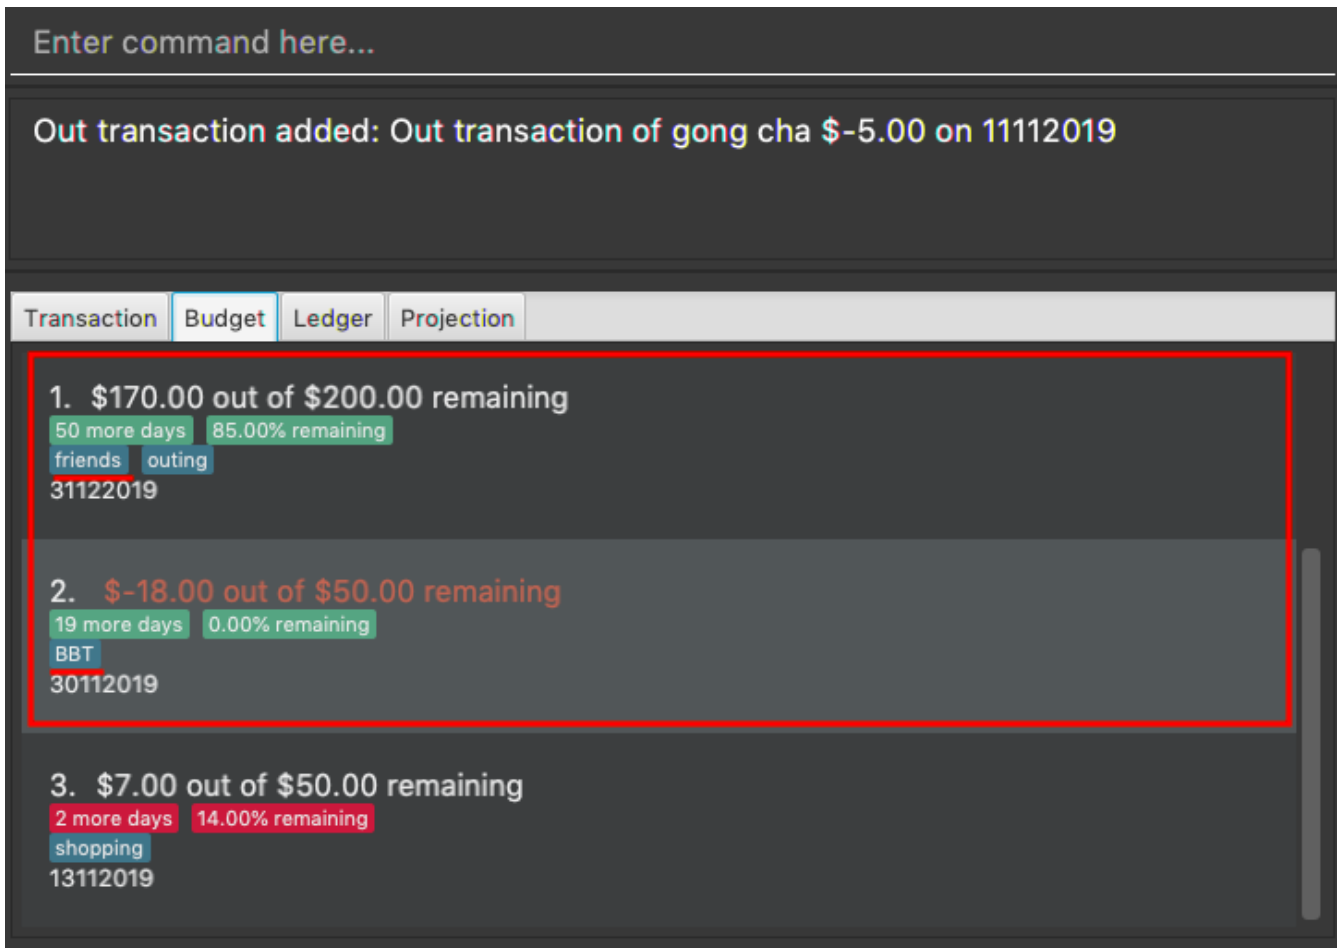 Enter command here...
Out transaction added: Out transaction of gong cha $-5.00 on 11112019
Transaction Budget Ledger Projection
1. $170.00 out of $200.00 remaining
50 more days 85.00% remaining
friends outing
31122019
2. $-18.00 out of $50.00 remaining
19 more days 0.00% remaining
BBT
30112019
3. $7.00 out of $50.00 remaining
2 more days 14.00% remaining
shopping
13112019